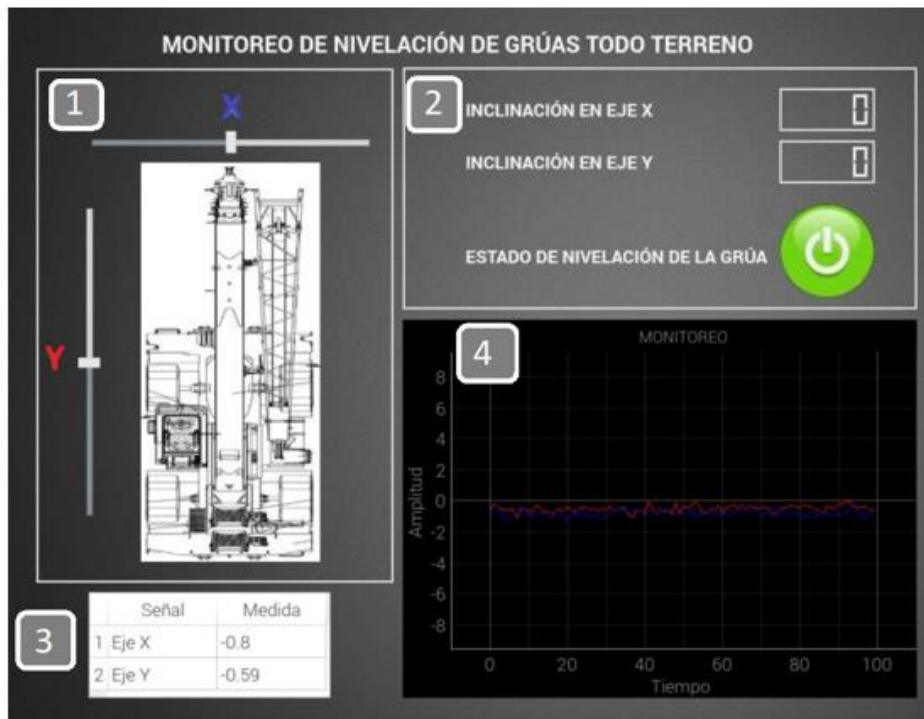 MONITOREO DE NIVELACIÓN DE GRÚAS TODO TERRENO
1
X
Y
2
INCLINACIÓN EN EJE X
0
INCLINACIÓN EN EJE Y
0
ESTADO DE NIVELACIÓN DE LA GRÚA
3
Señal Medida
1 Eje X -0.8
2 Eje Y -0.59
4
MONITOREO
Amplitud
8
6
4
2
0
-2
-4
-6
-8
0 20 40 60 80 100
Tiempo